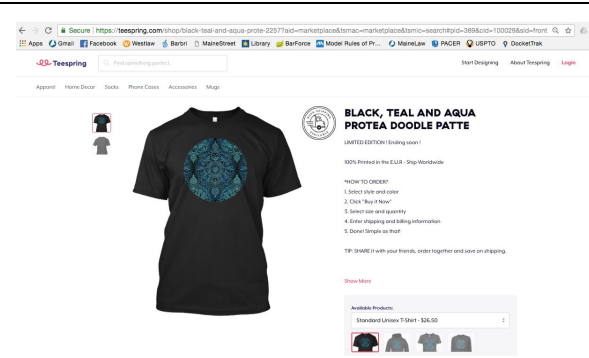 Secure https://teespring.com/shop/black-teal-and-aqua-prote-2257?aid=marketplace&tsmac=marketplace&tsmic=search#pid=389&cid=100029&sid=front
Apps Gmail Facebook Westlaw Barbri MaineStreet Library BarForce Model Rules of Pr... MaineLaw PACER USPTO DocketTrak
Teespring Find something perfect. Start Designing About Teespring Login
Apparel Home Decor Socks Phone Cases Accessories Mugs
BLACK, TEAL AND AQUA
PROTEA DOODLE PATTE
LIMITED EDITION ! Ending soon !
100% Printed in the E.U.R - Ship Worldwide
*HOW TO ORDER?
1. Select style and color
2. Click "Buy it Now"
3. Select size and quantity
4. Enter shipping and billing information
5. Done! Simple as that!
TIP: SHARE it with your friends, order together and save on shipping.
Show More
Available Products:
Standard Unisex T-Shirt - $26.50